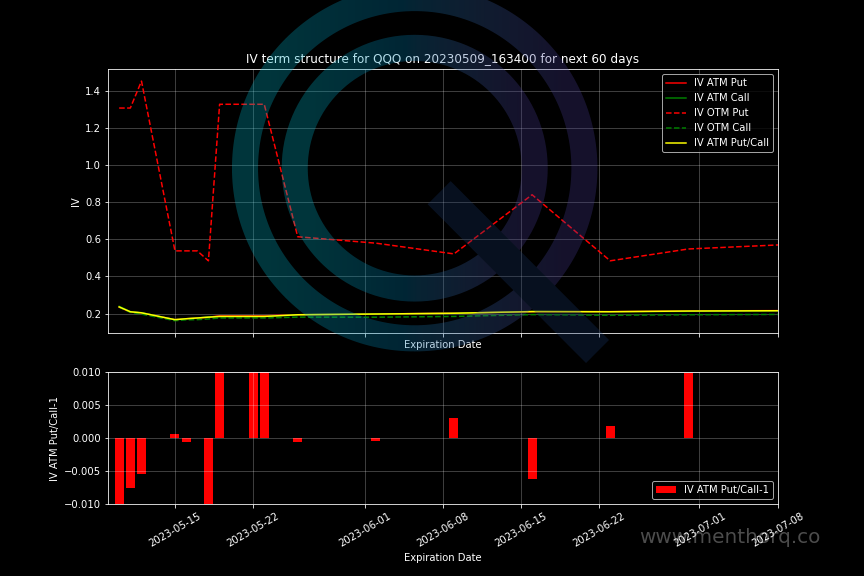 IV term structure for QQQ on 20230509_163400 for next 60 days
IV ATM Put
IV ATM Call
IV OTM Put
IV OTM Call
IV ATM Put/Call
1.4
1.2
1.0
0.8
0.6
0.4
0.2
IV
Expiration Date
0.010
0.005
0.000
−0.005
−0.010
IV ATM Put/Call-1
IV ATM Put/Call-1
2023-05-15
2023-05-22
2023-06-01
2023-06-08
2023-06-15
2023-06-22
2023-07-01
2023-07-08
www.menthorq.co
Expiration Date